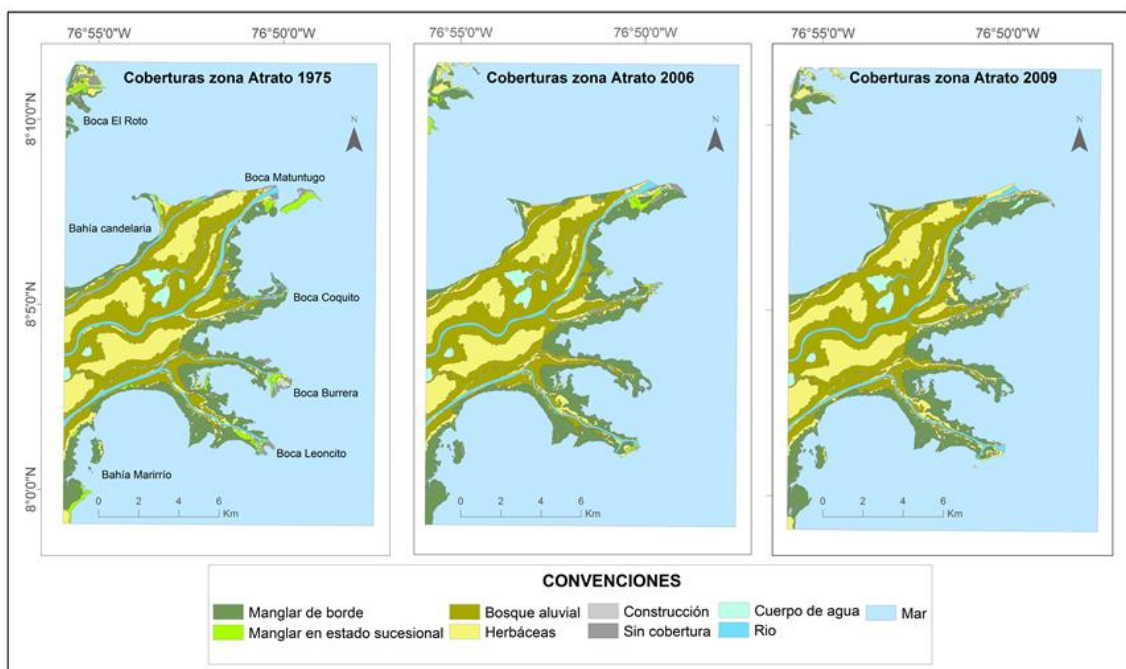 76°55'0"W 76°50'0"W 76°55'0"W 76°50'0"W 76°55'0"W 76°50'0"W
Coberturas zona Atrato 1975
Coberturas zona Atrato 2006
Coberturas zona Atrato 2009
8°10'0"N
Boca El Roto
N
N
N
Boca Matuntugo
Bahía candelaria
8°5'0"N
Boca Coquito
Boca Burrera
Boca Leoncito
Bahía Marirrío
8°0'0"N
0 2 4 6
Km
0 2 4 6
Km
0 2 4 6
Km
CONVENCIONES
Manglar de borde
Manglar en estado sucesional
Bosque aluvial
Herbáceas
Construcción
Sin cobertura
Cuerpo de agua
Rio
Mar